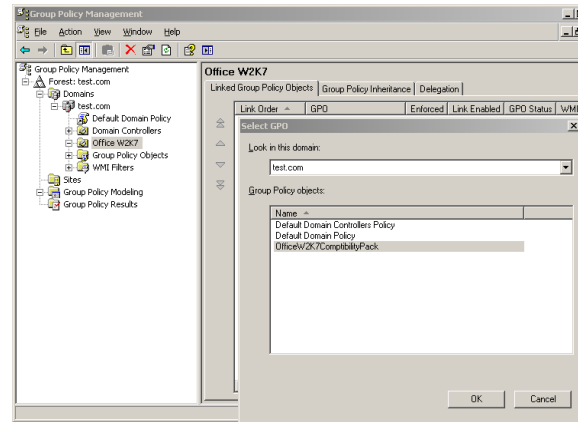 Group Policy Management
File Action View Window Help
Group Policy Management
Forest: test.com
Domains
test.com
Default Domain Policy
Domain Controllers
Office W2K7
Group Policy Objects
WMI Filters
Sites
Group Policy Modeling
Group Policy Results
Office W2K7
Linked Group Policy Objects Group Policy Inheritance Delegation
Link Order GPO Enforced Link Enabled GPO Status WMI
Select GPO
Look in this domain:
test.com
Group Policy objects:
Name
Default Domain Controllers Policy
Default Domain Policy
OfficeW2K7ComptibilityPack
OK Cancel